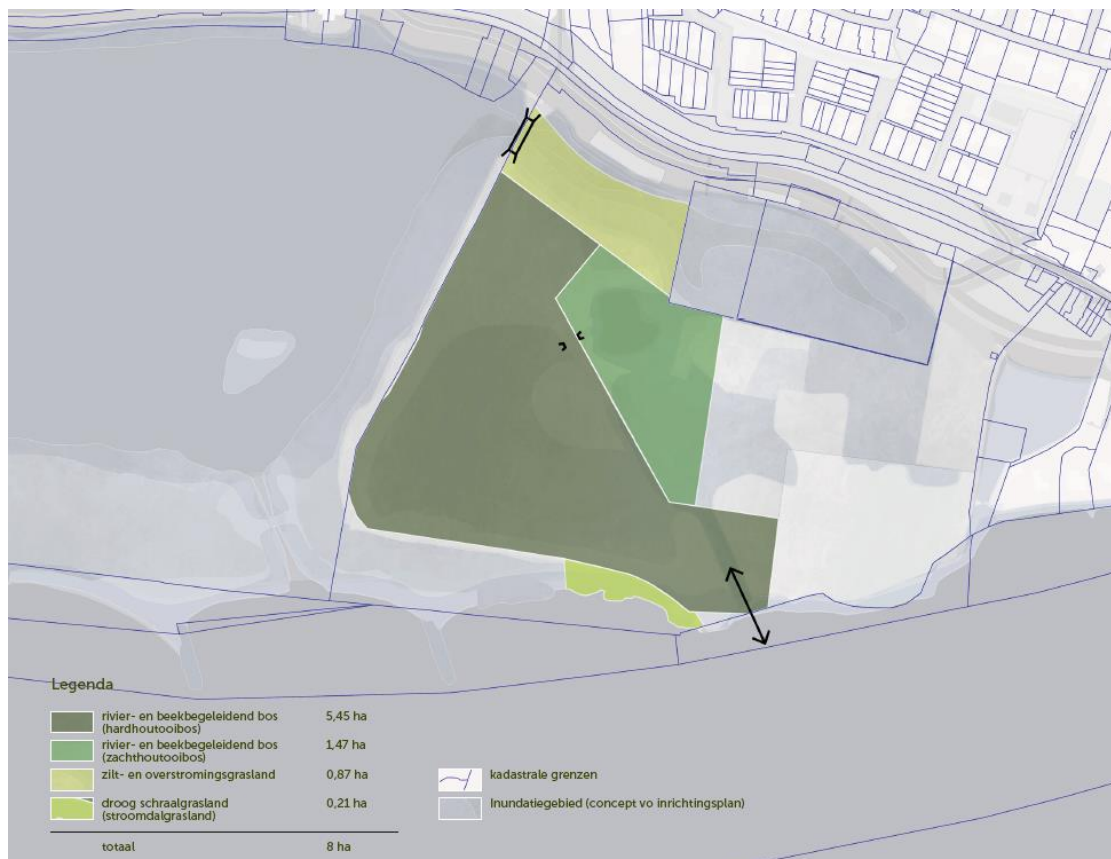 Legenda
rivier- en beekbegeleidend bos 5,45 ha
(hardhoutooibos)
rivier- en beekbegeleidend bos 1,47 ha
(zachthoutooibos)
zilt- en overstromingsgrasland 0,87 ha
droog schraalgrasland 0,21 ha
(stroomdalgrasland)
totaal 8 ha
kadastrale grenzen
Inundatiegebied (concept vo inrichtingsplan)